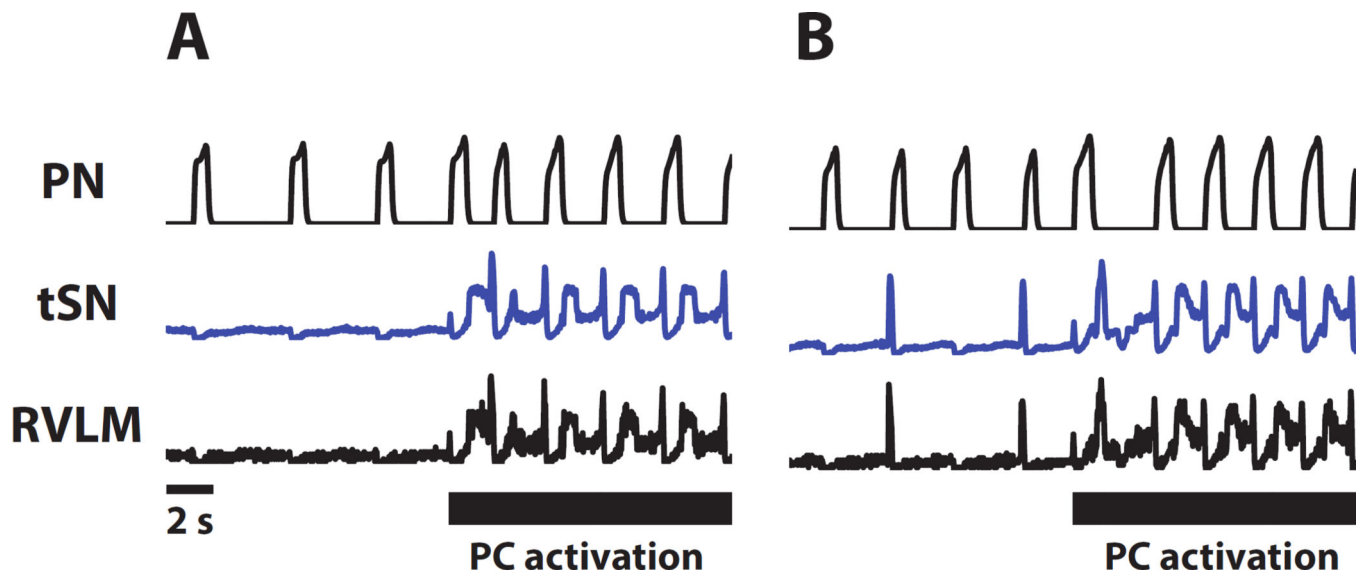 A
B
PN
tSN
RVLM
2 s
PC activation
PC activation